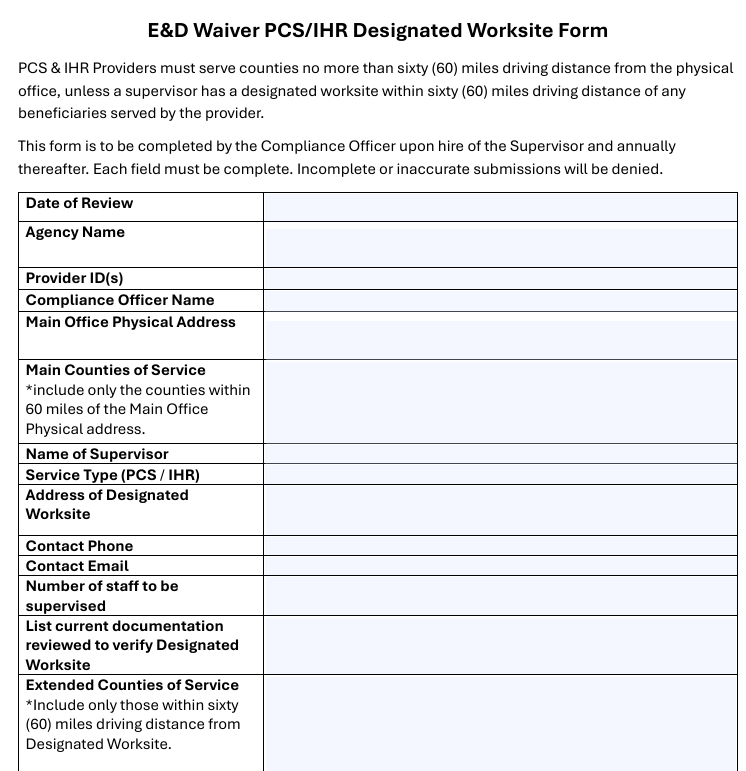 E&D Waiver PCS/IHR Designated Worksite Form
PCS & IHR Providers must serve counties no more than sixty (60) miles driving distance from the physical
office, unless a supervisor has a designated worksite within sixty (60) miles driving distance of any
beneficiaries served by the provider.
This form is to be completed by the Compliance Officer upon hire of the Supervisor and annually
thereafter. Each field must be complete. Incomplete or inaccurate submissions will be denied.
Date of Review
Agency Name
Provider ID(s)
Compliance Officer Name
Main Office Physical Address
Main Counties of Service
*include only the counties within
60 miles of the Main Office
Physical address.
Name of Supervisor
Service Type (PCS / IHR)
Address of Designated
Worksite
Contact Phone
Contact Email
Number of staff to be
supervised
List current documentation
reviewed to verify Designated
Worksite
Extended Counties of Service
*Include only those within sixty
(60) miles driving distance from
Designated Worksite.